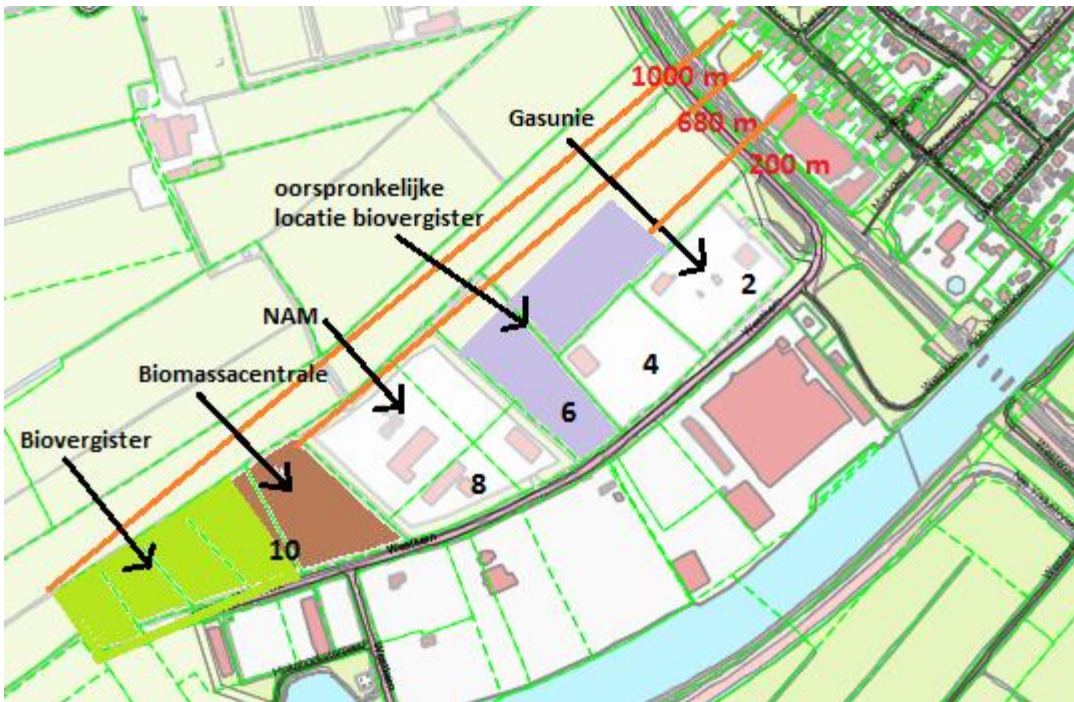 1000 m
680 m
Gasunie
200 m
oorspronkelijke
locatie biovergister
2
NAM
4
Biomassacentrale
6
Biovergister
8
10